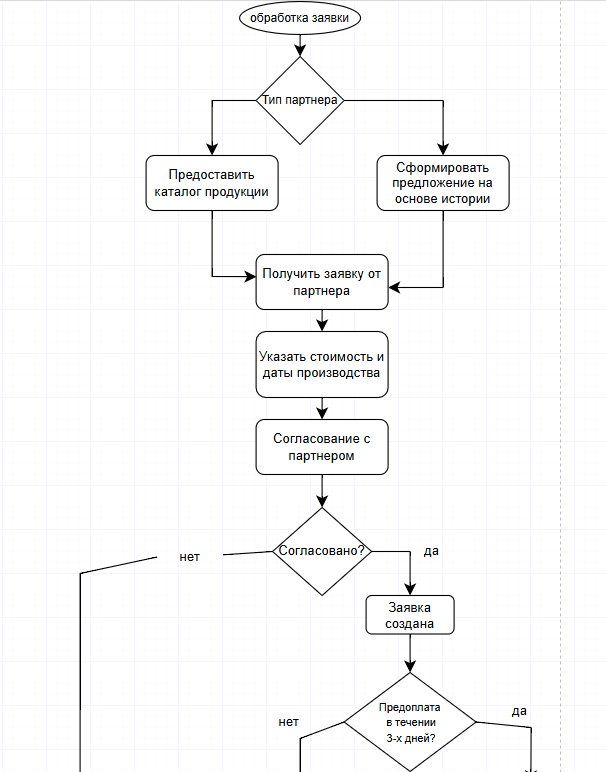 обработка заявки
Тип партнера
Предоставить
каталог продукции
Сформировать
предложение на
основе истории
Получить заявку от
партнера
Указать стоимость и
даты производства
Согласование с
партнером
Согласовано?
нет
да
Заявка
создана
Предоплата
в течении
3-х дней?
нет
да